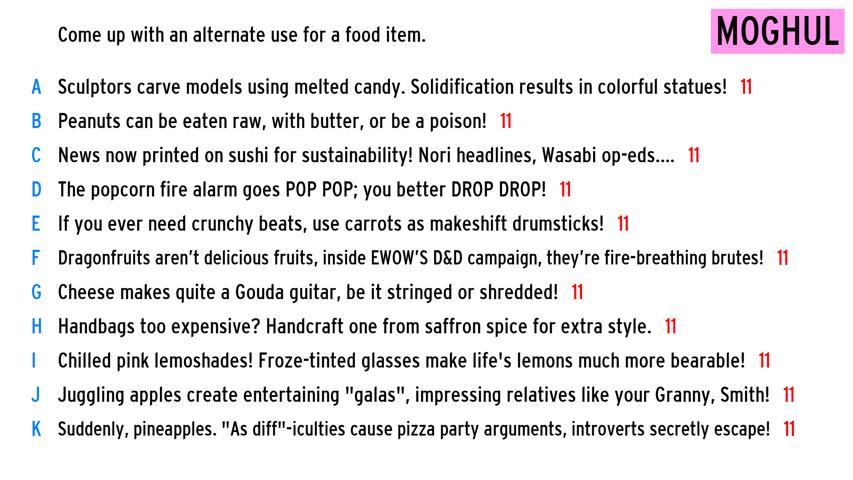 Come up with an alternate use for a food item.
MOGHUL
A Sculptors carve models using melted candy. Solidification results in colorful statues! 11
B Peanuts can be eaten raw, with butter, or be a poison! 11
C News now printed on sushi for sustainability! Nori headlines, Wasabi op-eds.... 11
D The popcorn fire alarm goes POP POP; you better DROP DROP! 11
E If you ever need crunchy beats, use carrots as makeshift drumsticks! 11
F Dragonfruits aren't delicious fruits, inside EWOW'S D&D campaign, they're fire-breathing brutes! 11
G Cheese makes quite a Gouda guitar, be it stringed or shredded! 11
H Handbags too expensive? Handcraft one from saffron spice for extra style. 11
I Chilled pink lemoshades! Froze-tinted glasses make life's lemons much more bearable! 11
J Juggling apples create entertaining "galas", impressing relatives like your Granny, Smith! 11
K Suddenly, pineapples. "As diff"-iculties cause pizza party arguments, introverts secretly escape! 11